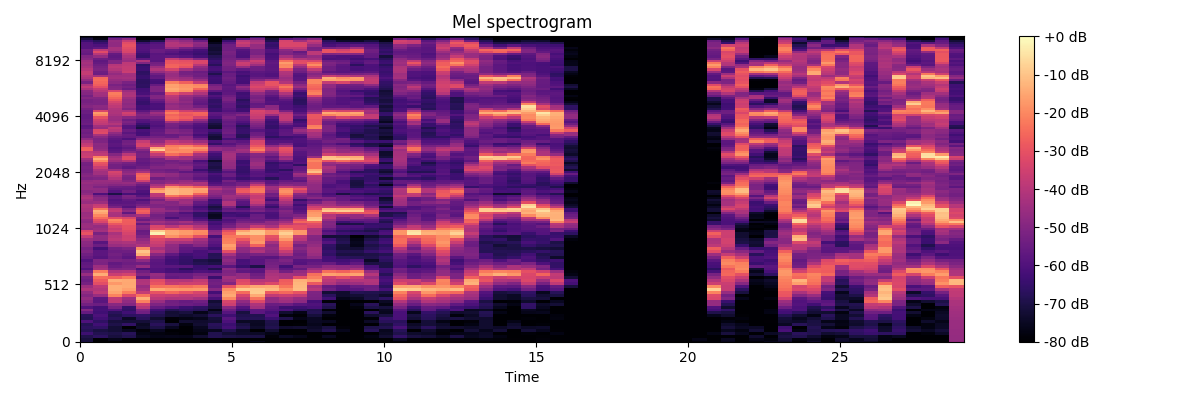 Mel spectrogram
8192
4096
2048
1024
512
0
Hz
0 5 10 15 20 25
Time
+0 dB
-10 dB
-20 dB
-30 dB
-40 dB
-50 dB
-60 dB
-70 dB
-80 dB